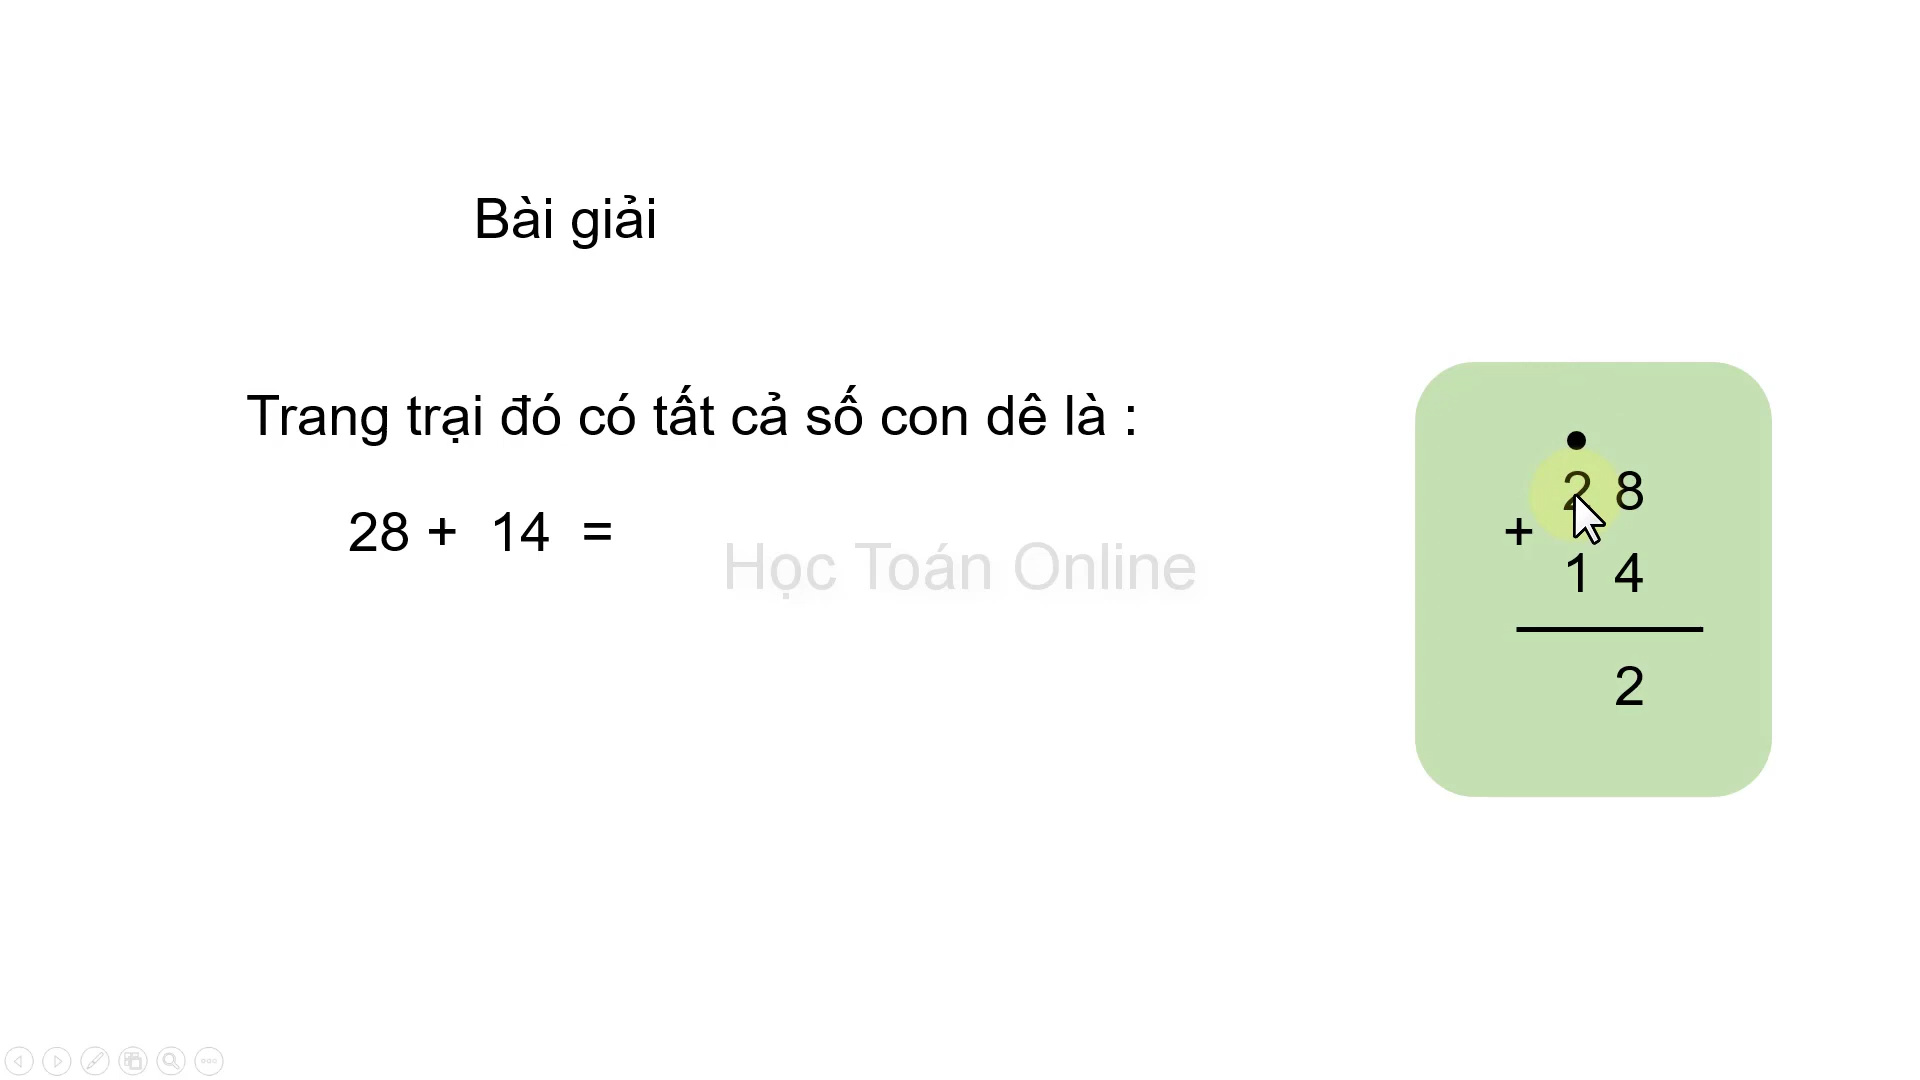 Bài giải
Trang trại đó có tất cả số con dê là :
28 + 14 =
Học Toán Online
2 8
+
1 4
2